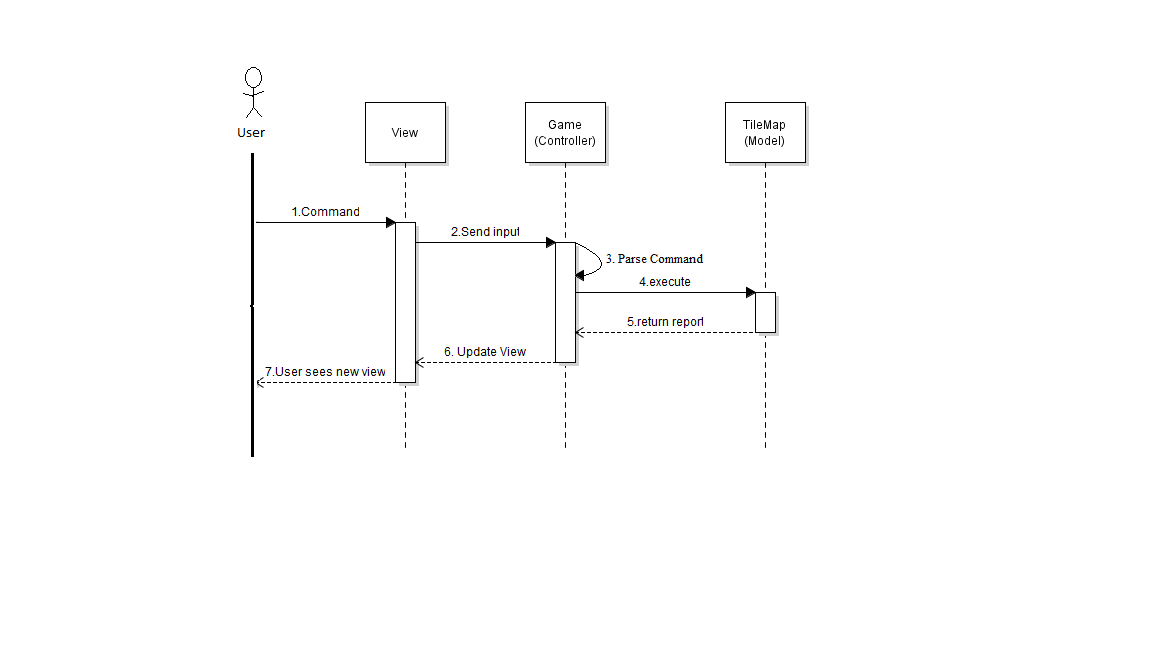 User
View
Game
(Controller)
TileMap
(Model)
1.Command
2.Send input
3. Parse Command
4.execute
5.return report
6. Update View
7.User sees new view